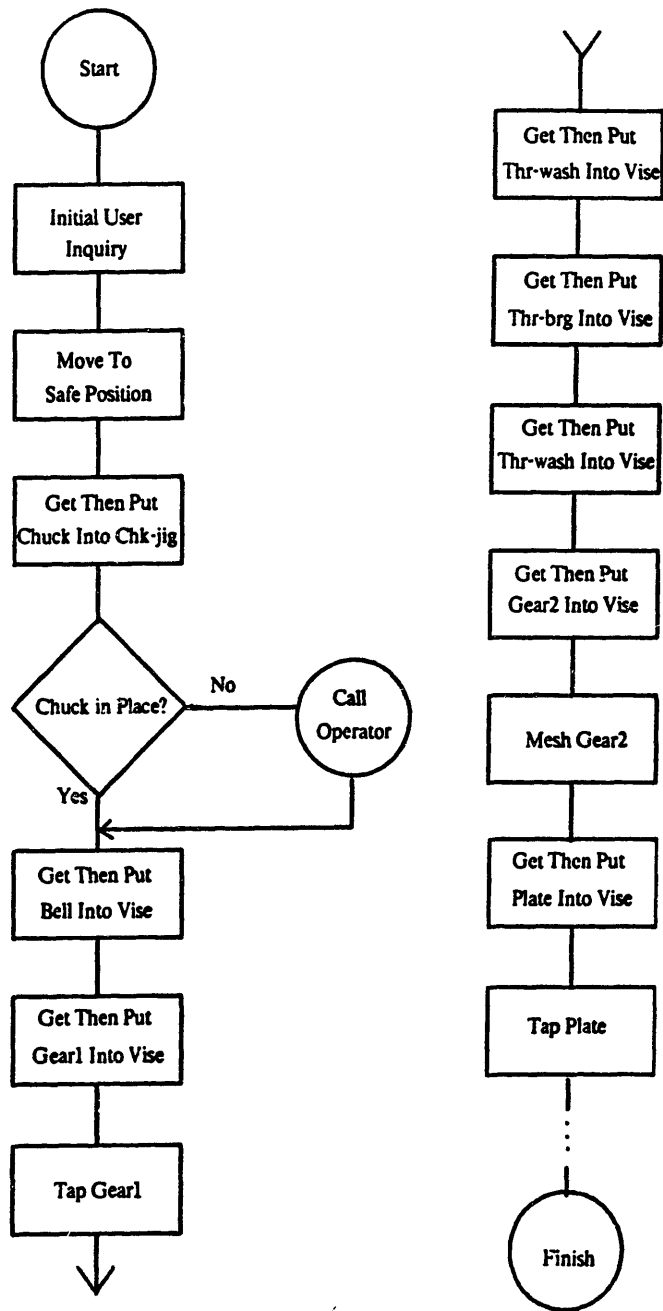 Start
Initial User
Inquiry
Move To
Safe Position
Get Then Put
Chuck Into Chk-jig
Chuck in Place?
No
Call
Operator
Yes
Get Then Put
Bell Into Vise
Get Then Put
Gear1 Into Vise
Tap Gear1
Get Then Put
Thr-wash Into Vise
Get Then Put
Thr-brg Into Vise
Get Then Put
Thr-wash Into Vise
Get Then Put
Gear2 Into Vise
Mesh Gear2
Get Then Put
Plate Into Vise
Tap Plate
Finish